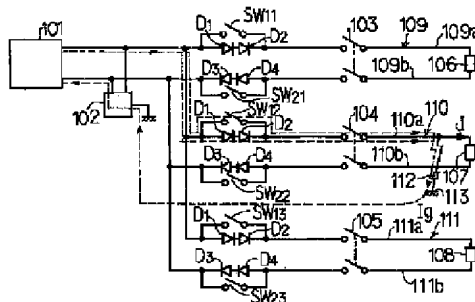 SW11
D1 D2 103 109 109a
101
D3 D4 109b 106
SW21
102 D1 SW12 D2 104 110a 110 I
D3 D4 110b 107
112 113
SW22 Ig
D1 SW13 D2 105 111a 111
D3 D4 108
SW23 111b